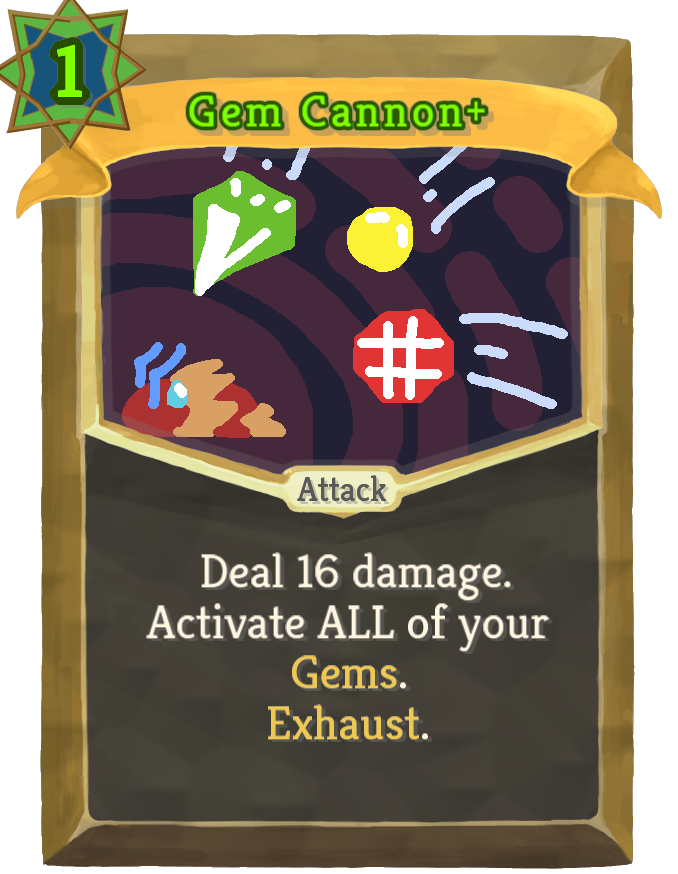 1
Gem Cannon+
Attack
Deal 16 damage.
Activate ALL of your
Gems.
Exhaust.